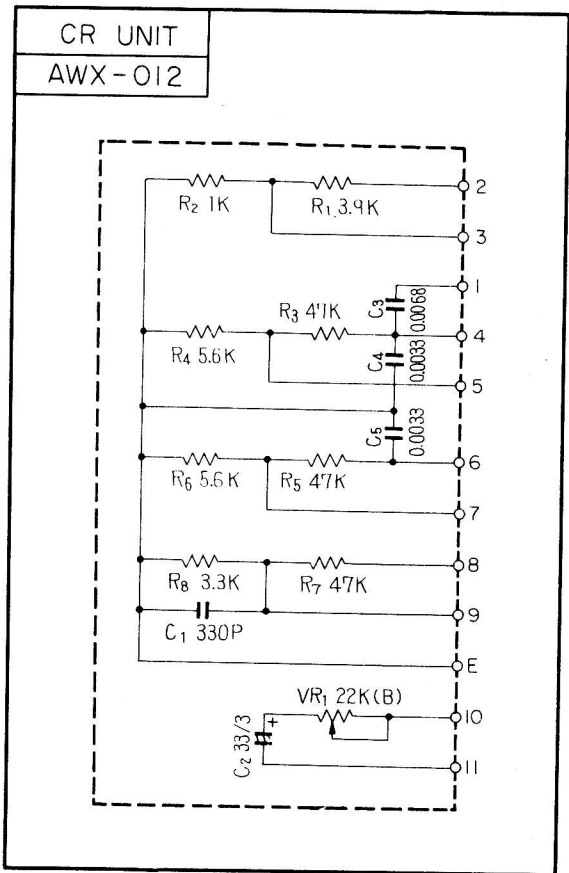 CR UNIT
AWX-012
R2 1K
R1 3.9K
2
3
1
C3 0.0068
R3 47K
4
R4 5.6K
C4 0.0033
5
C5 0.0033
6
R6 5.6K
R5 47K
7
8
R8 3.3K
R7 47K
9
C1 330P
E
VR1 22K(B)
10
+
C2 33/3
11